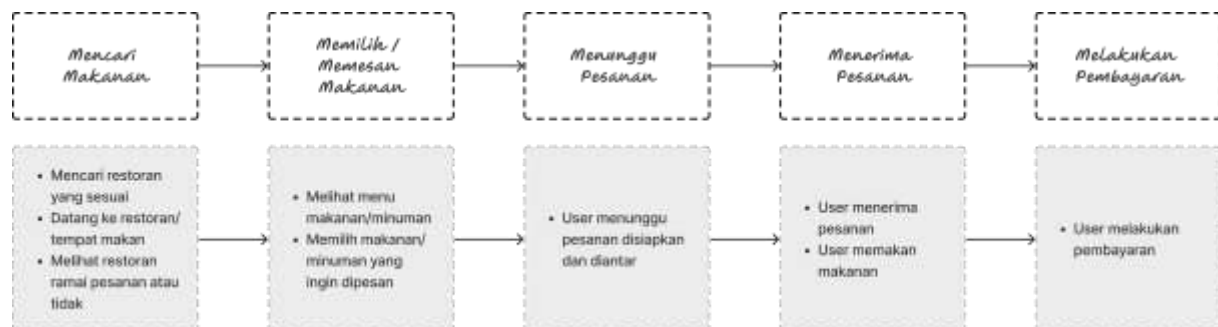 Mencari
Makanan
Memilih /
Memesan
Makanan
Menunggu
Pesanan
Menerima
Pesanan
Melakukan
Pembayaran
• Mencari restoran
yang sesuai
• Datang ke restoran/
tempat makan
• Melihat restoran
ramai pesanan atau
tidak
• Melihat menu
makanan/minuman
• Memilih makanan/
minuman yang
ingin dipesan
• User menunggu
pesanan disiapkan
dan diantar
• User menerima
pesanan
• User memakan
makanan
• User melakukan
pembayaran